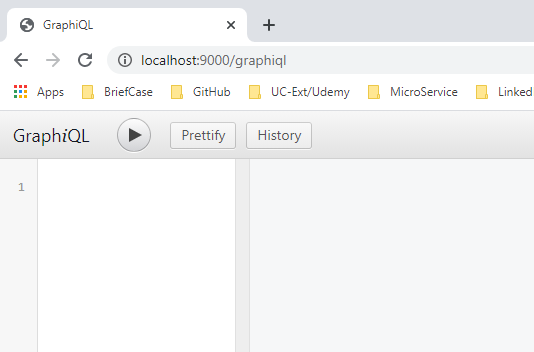 GraphiQL
localhost:9000/graphiql
Apps BriefCase GitHub UC-Ext/Udemy MicroService Linked
GraphiQL Prettify History
1